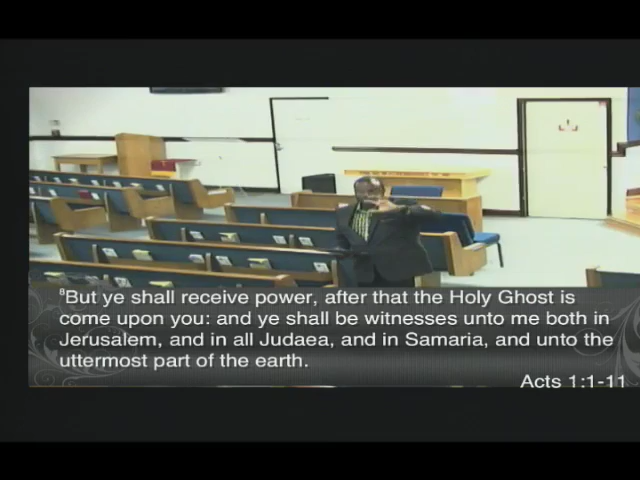 ⁸But ye shall receive power, after that the Holy Ghost is
come upon you: and ye shall be witnesses unto me both in
Jerusalem, and in all Judaea, and in Samaria, and unto the
uttermost part of the earth.
Acts 1:1-11